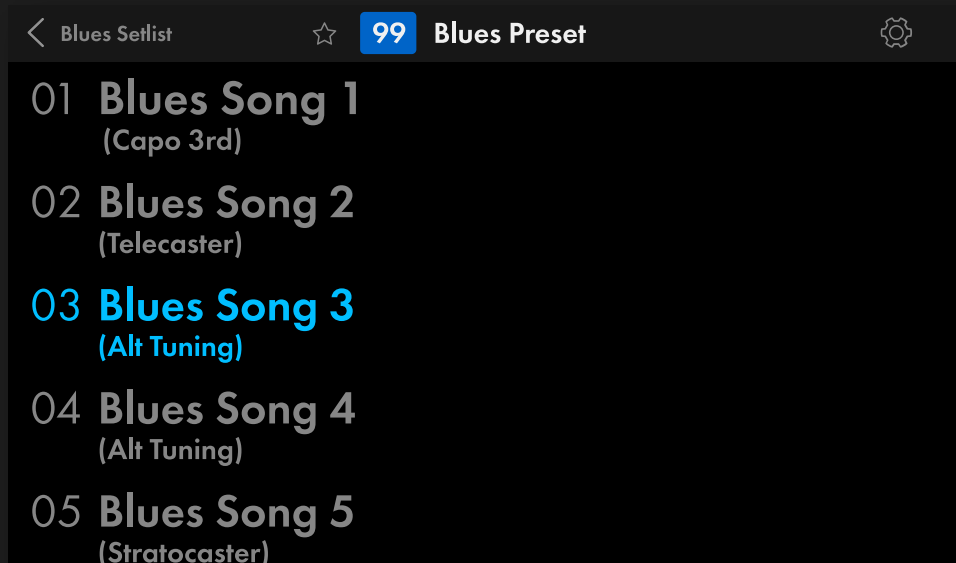 Blues Setlist 99 Blues Preset
01 Blues Song 1
(Capo 3rd)
02 Blues Song 2
(Telecaster)
03 Blues Song 3
(Alt Tuning)
04 Blues Song 4
(Alt Tuning)
05 Blues Song 5
(Stratocaster)